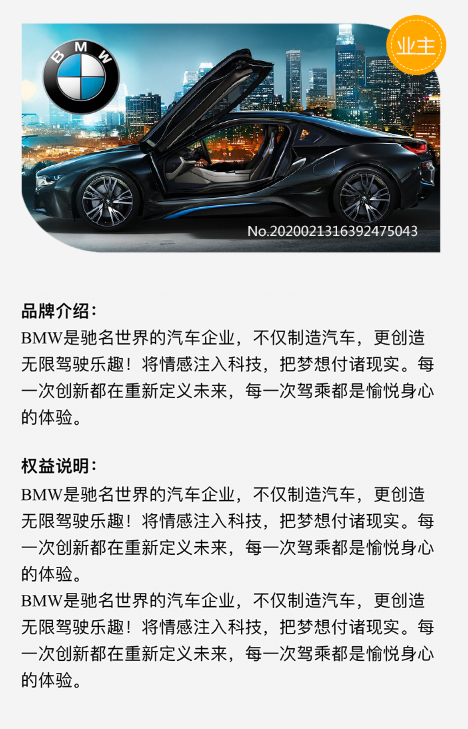 BMW
业主
No.2020021316392475043
品牌介绍：
BMW是驰名世界的汽车企业，不仅制造汽车，更创造
无限驾驶乐趣！将情感注入科技，把梦想付诸现实。每
一次创新都在重新定义未来，每一次驾乘都是愉悦身心
的体验。
权益说明：
BMW是驰名世界的汽车企业，不仅制造汽车，更创造
无限驾驶乐趣！将情感注入科技，把梦想付诸现实。每
一次创新都在重新定义未来，每一次驾乘都是愉悦身心
的体验。
BMW是驰名世界的汽车企业，不仅制造汽车，更创造
无限驾驶乐趣！将情感注入科技，把梦想付诸现实。每
一次创新都在重新定义未来，每一次驾乘都是愉悦身心
的体验。